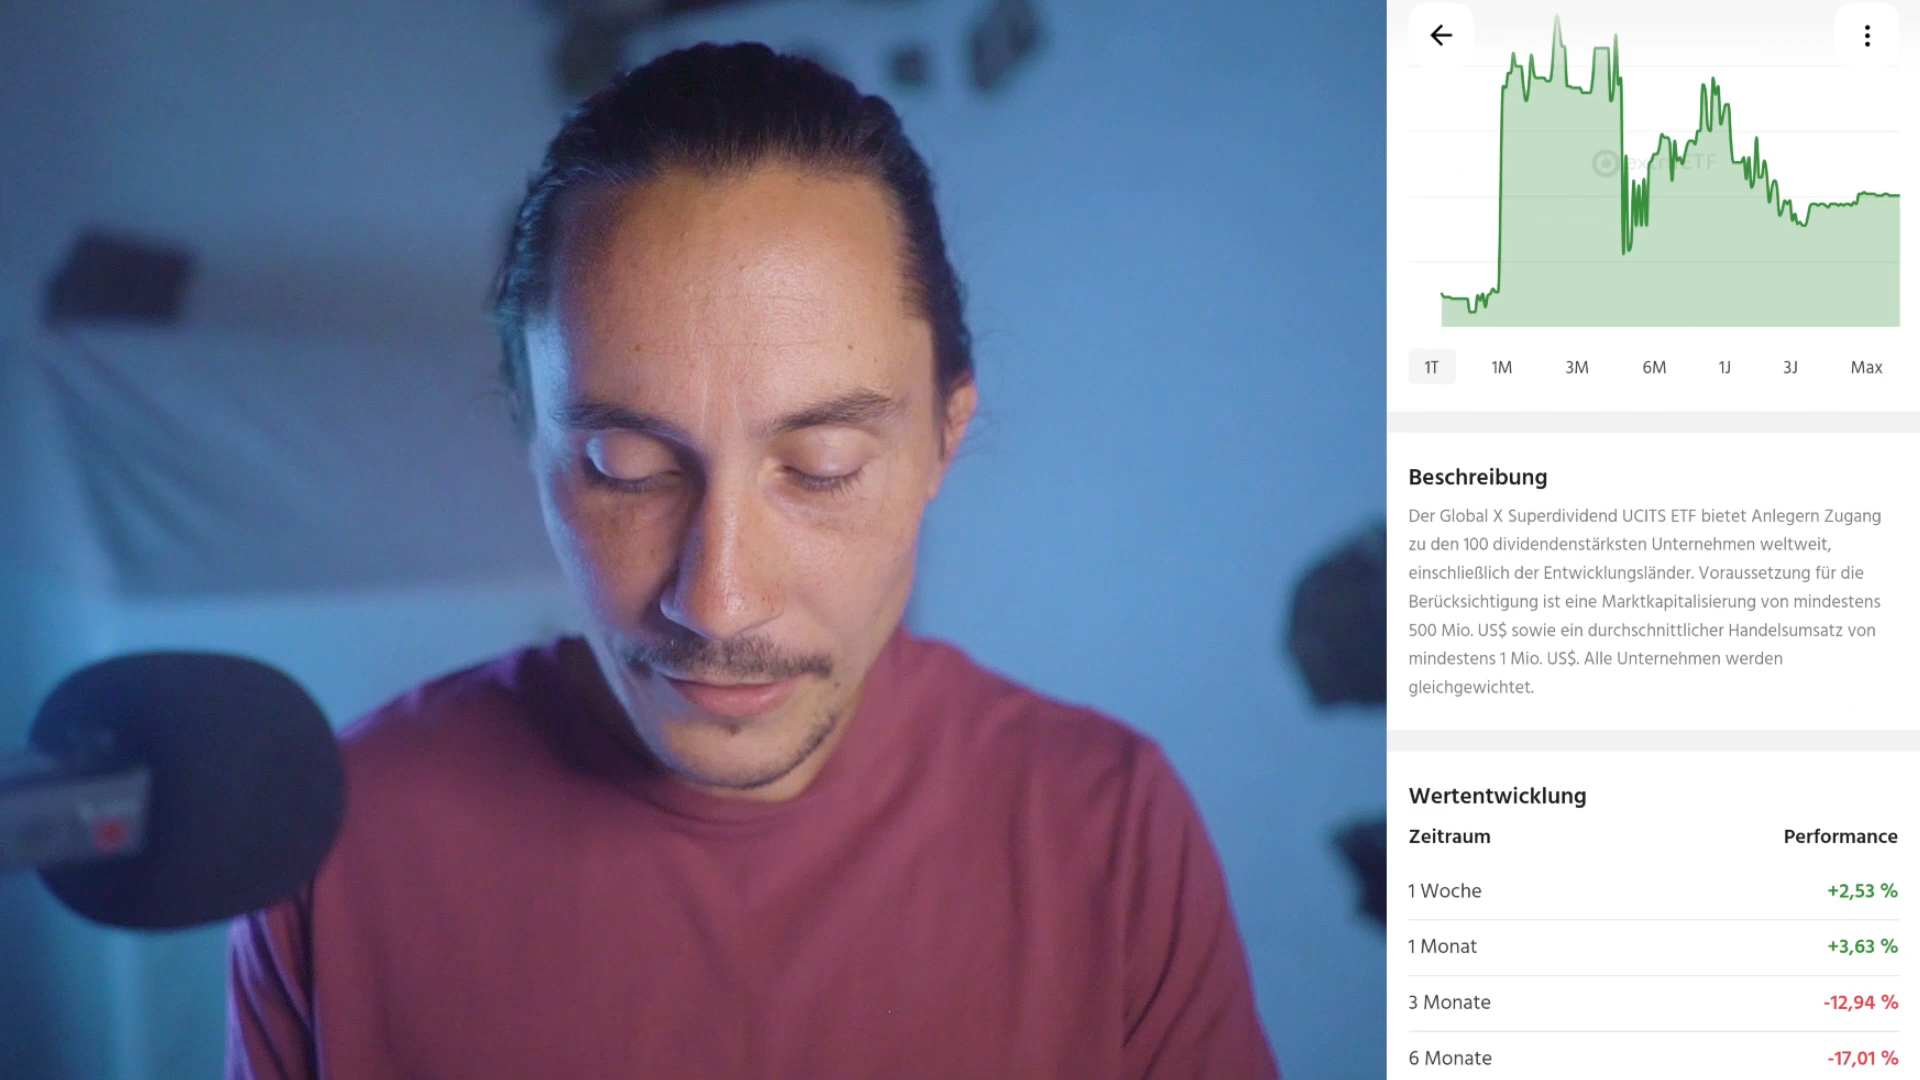 extraETF
1T 1M 3M 6M 1J 3J Max
Beschreibung
Der Global X Superdividend UCITS ETF bietet Anlegern Zugang
zu den 100 dividendenstärksten Unternehmen weltweit,
einschließlich der Entwicklungsländer. Voraussetzung für die
Berücksichtigung ist eine Marktkapitalisierung von mindestens
500 Mio. US$ sowie ein durchschnittlicher Handelsumsatz von
mindestens 1 Mio. US$. Alle Unternehmen werden
gleichgewichtet.
Wertentwicklung
Zeitraum Performance
1 Woche +2,53 %
1 Monat +3,63 %
3 Monate -12,94 %
6 Monate -17,01 %